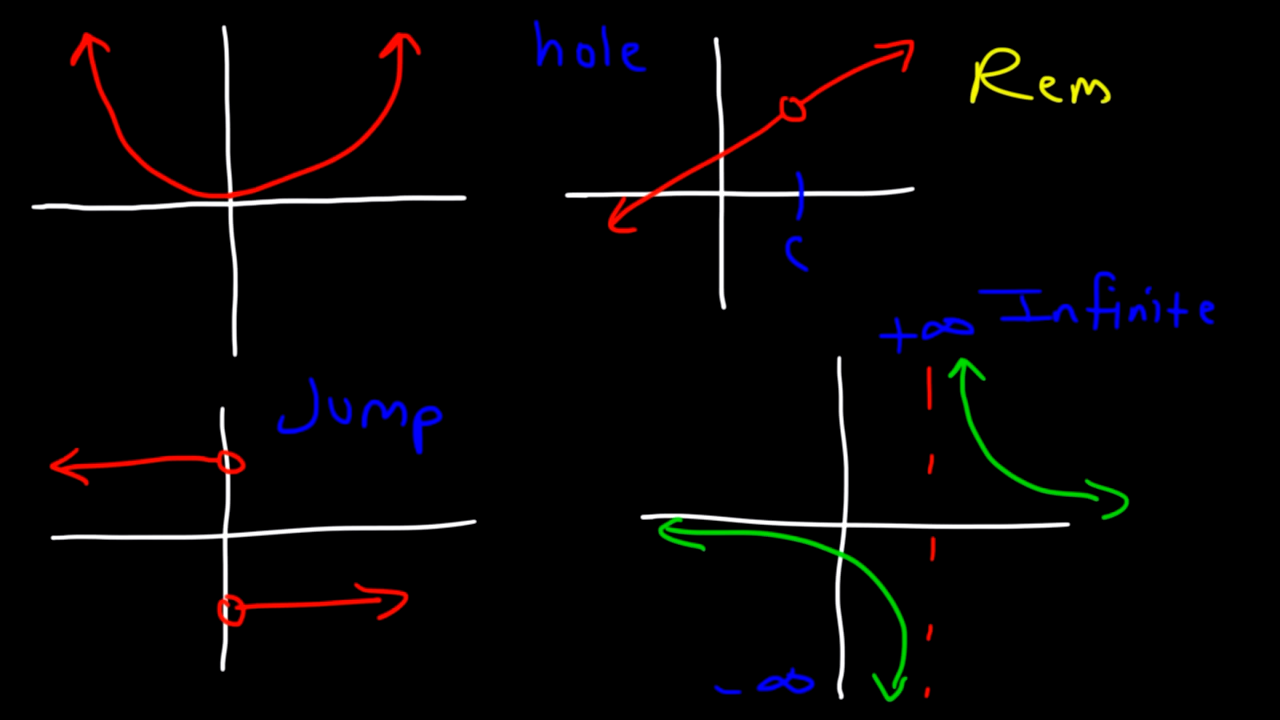 hole
Rem
c
Infinite
+∞
Jump
-∞